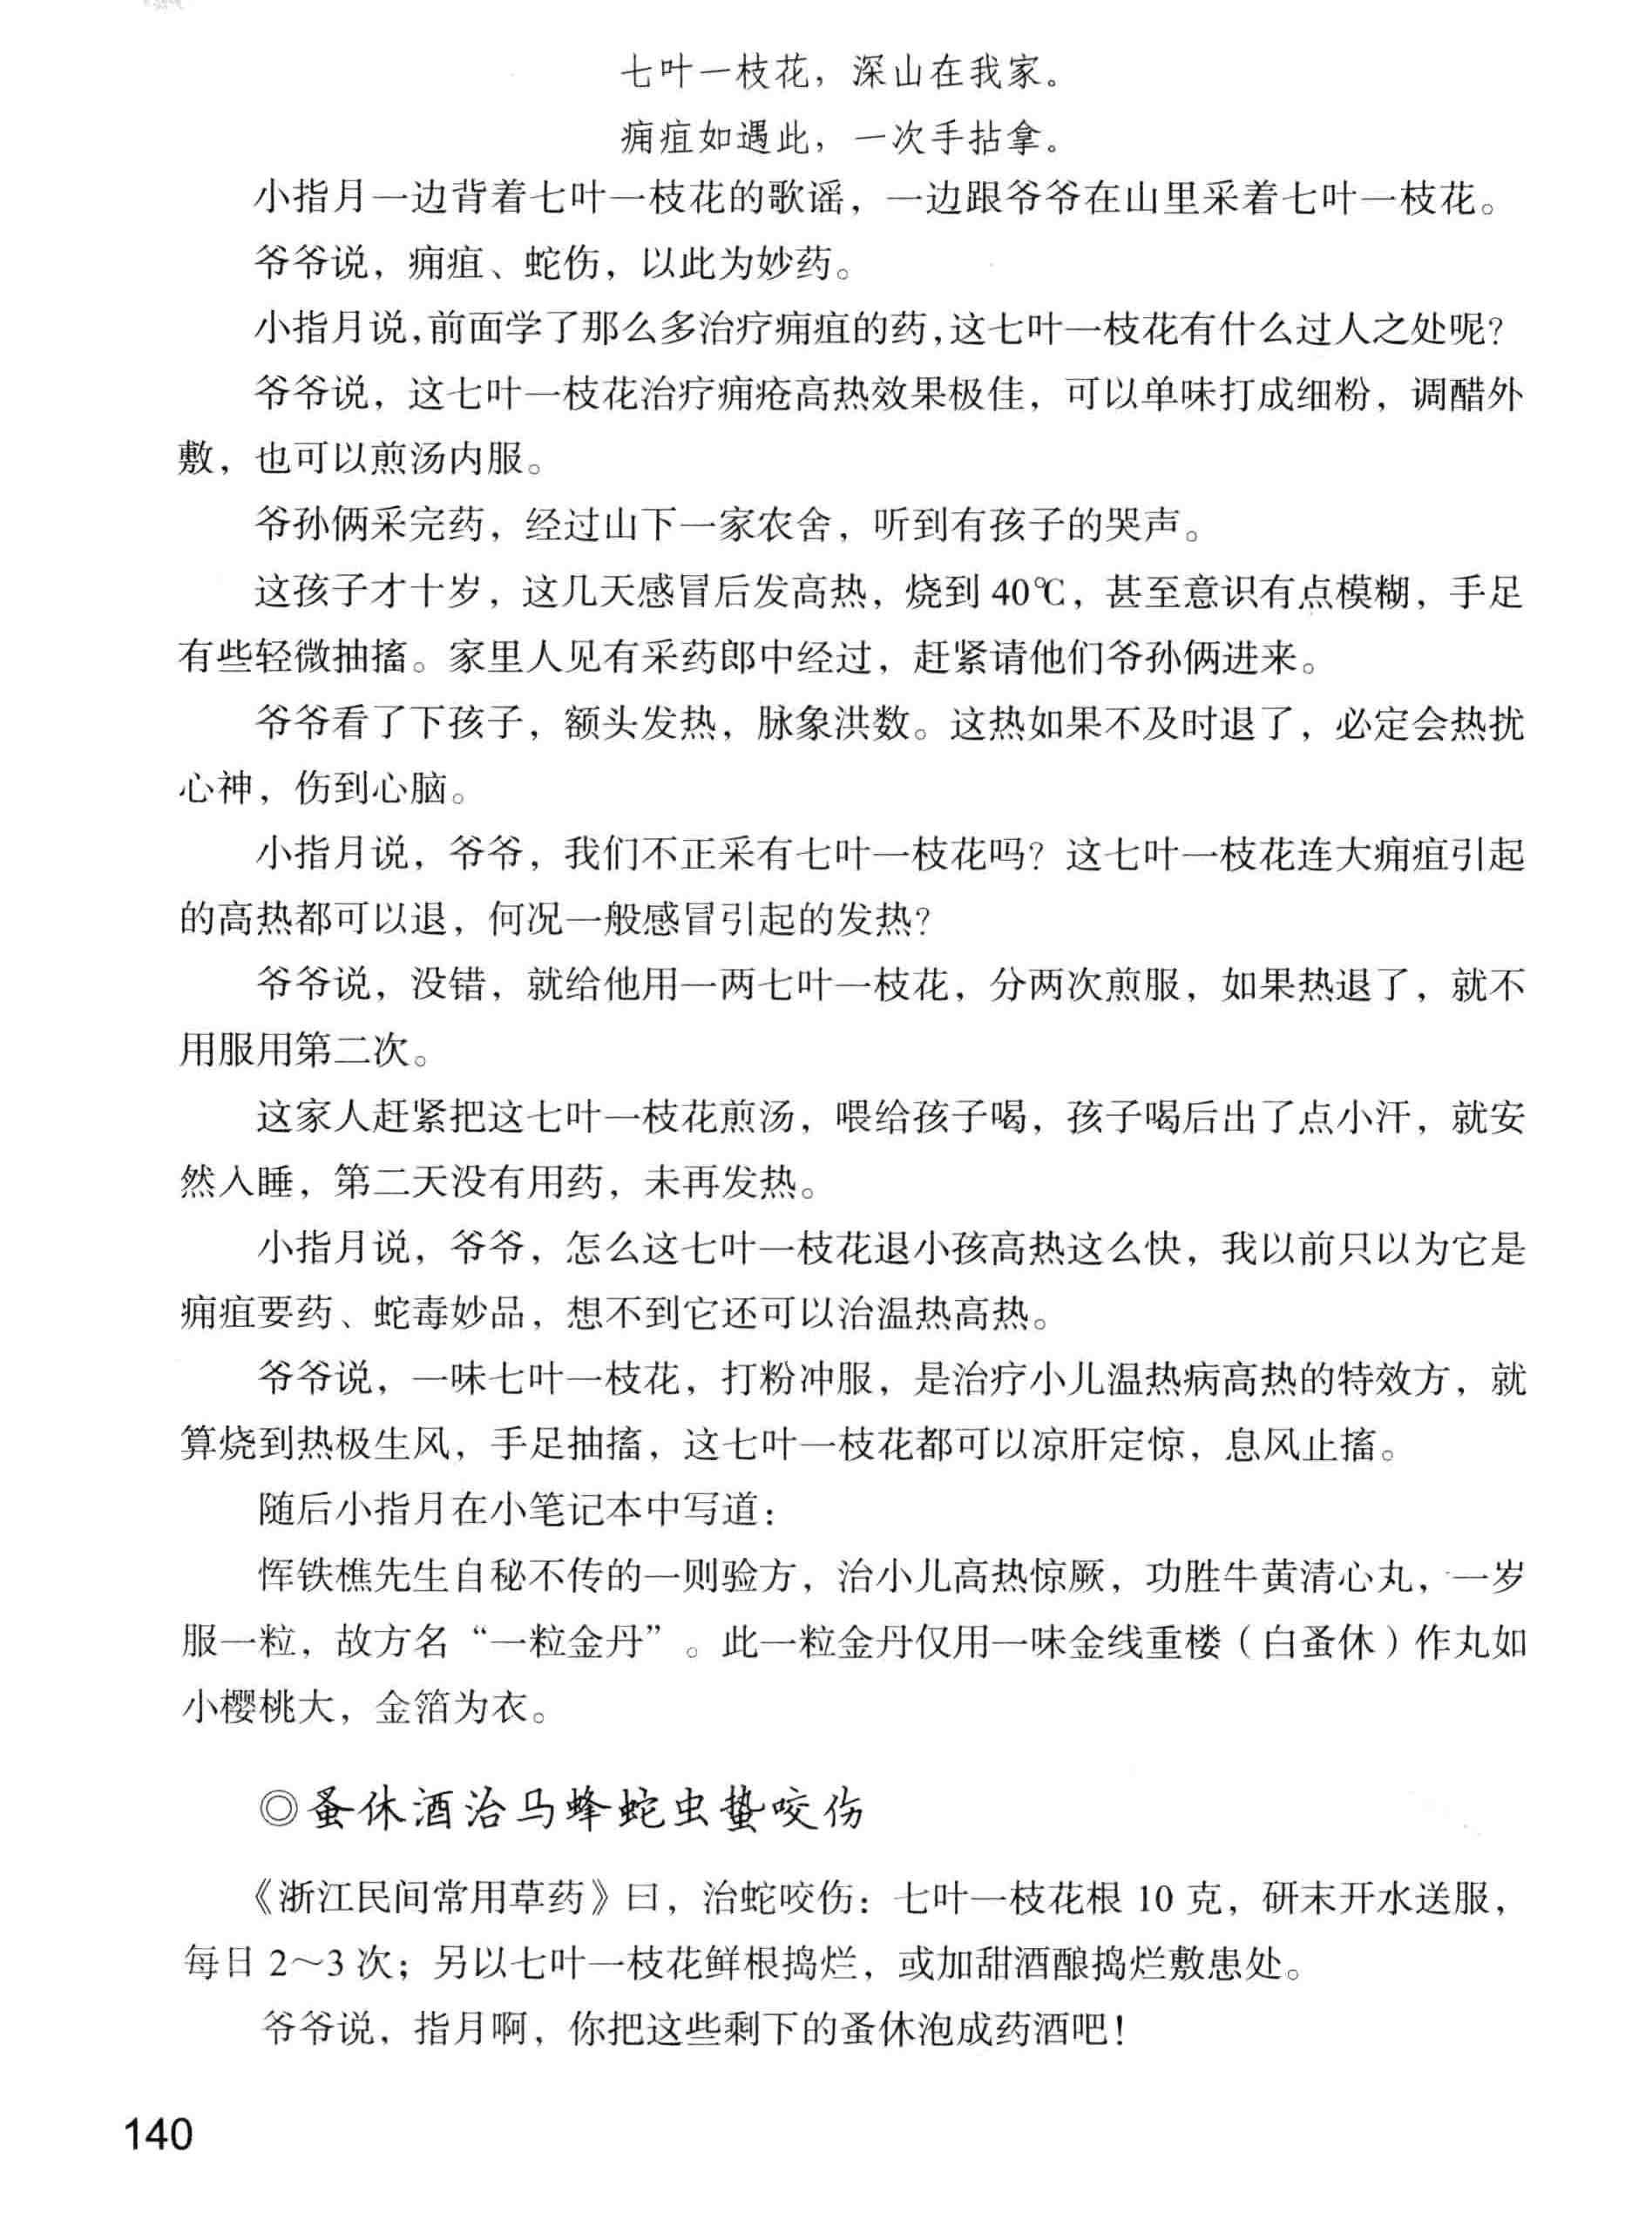 七叶一枝花，深山在我家。
痈疽如遇此，一次手拈拿。
小指月一边背着七叶一枝花的歌谣，一边跟爷爷在山里采着七叶一枝花。
爷爷说，痈疽、蛇伤，以此为妙药。
小指月说，前面学了那么多治疗痈疽的药，这七叶一枝花有什么过人之处呢？
爷爷说，这七叶一枝花治疗痈疮高热效果极佳，可以单味打成细粉，调醋外
敷，也可以煎汤内服。
爷孙俩采完药，经过山下一家农舍，听到有孩子的哭声。
这孩子才十岁，这几天感冒后发高热，烧到 40℃，甚至意识有点模糊，手足
有些轻微抽搐。家里人见有采药郎中经过，赶紧请他们爷孙俩进来。
爷爷看了下孩子，额头发热，脉象洪数。这热如果不及时退了，必定会热扰
心神，伤到心脑。
小指月说，爷爷，我们不正采有七叶一枝花吗？这七叶一枝花连大痈疽引起
的高热都可以退，何况一般感冒引起的发热？
爷爷说，没错，就给他用一两七叶一枝花，分两次煎服，如果热退了，就不
用服用第二次。
这家人赶紧把这七叶一枝花煎汤，喂给孩子喝，孩子喝后出了点小汗，就安
然入睡，第二天没有用药，未再发热。
小指月说，爷爷，怎么这七叶一枝花退小孩高热这么快，我以前只以为它是
痈疽要药、蛇毒妙品，想不到它还可以治温热高热。
爷爷说，一味七叶一枝花，打粉冲服，是治疗小儿温热病高热的特效方，就
算烧到热极生风，手足抽搐，这七叶一枝花都可以凉肝定惊，息风止搐。
随后小指月在小笔记本中写道：
恽铁樵先生自秘不传的一则验方，治小儿高热惊厥，功胜牛黄清心丸，一岁
服一粒，故方名“一粒金丹”。此一粒金丹仅用一味金线重楼（白蚤休）作丸如
小樱桃大，金箔为衣。
◎蚤休酒治马蜂蛇虫蛰咬伤
《浙江民间常用草药》曰，治蛇咬伤：七叶一枝花根 10 克，研末开水送服，
每日 2～3 次；另以七叶一枝花鲜根捣烂，或加甜酒酿捣烂敷患处。
爷爷说，指月啊，你把这些剩下的蚤休泡成药酒吧！
140